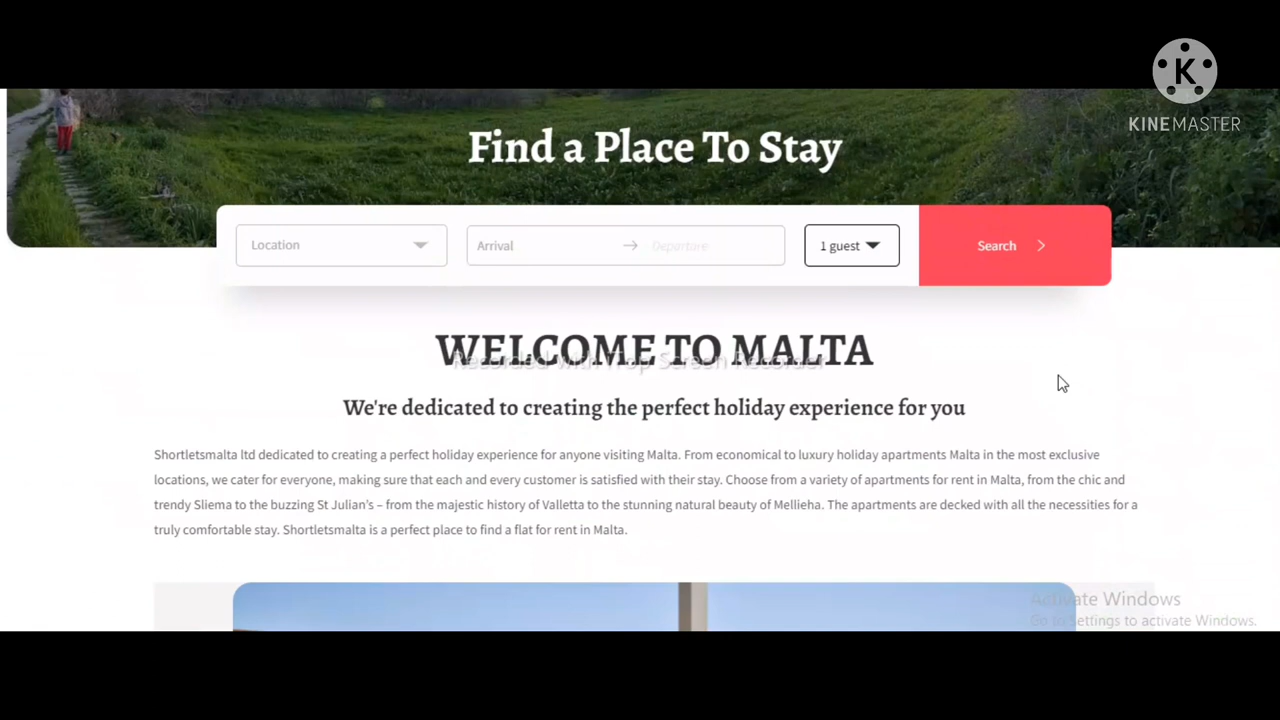 K
KINEMASTER
Find a Place To Stay
Location
Arrival
Departure
1 guest
Search
WELCOME TO MALTA
Recorded with iTop Screen Recorder
We're dedicated to creating the perfect holiday experience for you
Shortletsmalta ltd dedicated to creating a perfect holiday experience for anyone visiting Malta. From economical to luxury holiday apartments Malta in the most exclusive
locations, we cater for everyone, making sure that each and every customer is satisfied with their stay. Choose from a variety of apartments for rent in Malta, from the chic and
trendy Sliema to the buzzing St Julian’s – from the majestic history of Valletta to the stunning natural beauty of Mellieha. The apartments are decked with all the necessities for a
truly comfortable stay. Shortletsmalta is a perfect place to find a flat for rent in Malta.
Activate Windows
Go to Settings to activate Windows.